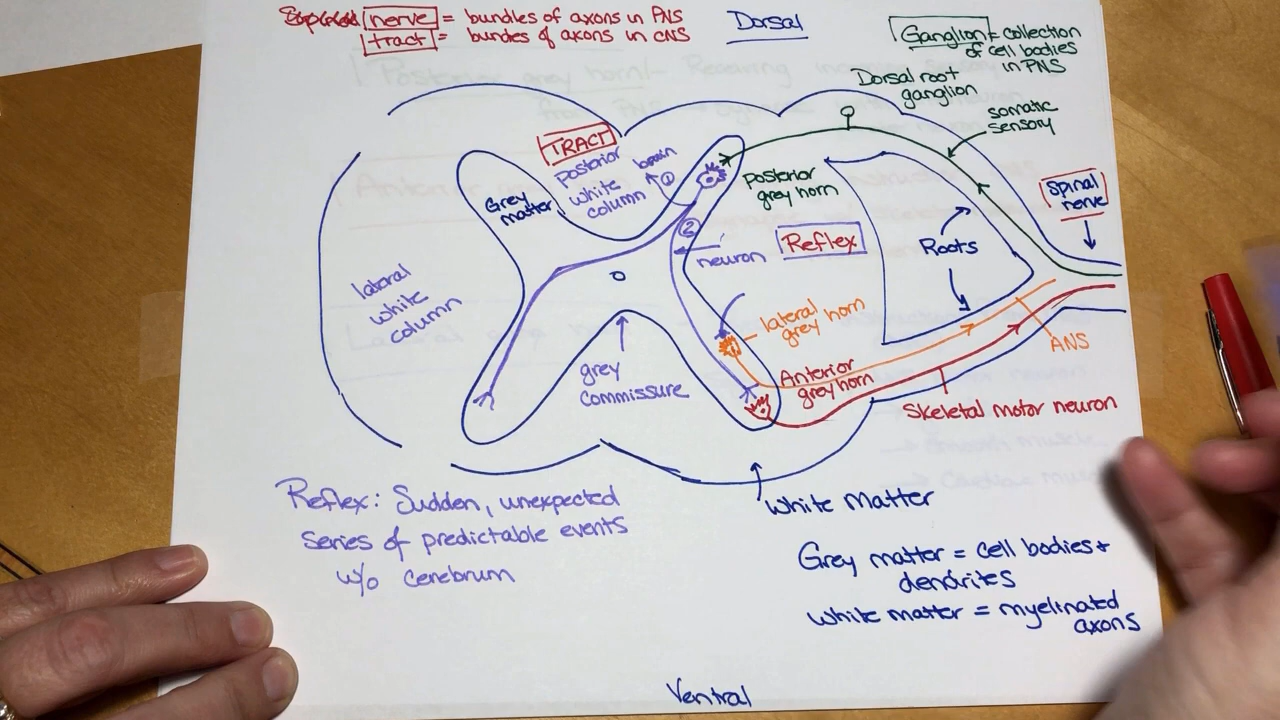 nerve = bundles of axons in PNS
tract = bundles of axons in CNS
Dorsal
Ganglion = collection
of cell bodies
in PNS
Dorsal root
ganglion
somatic
sensory
TRACT
Posterior
white
column
brain
①
②
Grey
matter
Posterior
grey horn
Reflex
Spinal
nerve
Roots
neuron
lateral
white
column
lateral
grey horn
grey
commissure
Anterior
grey horn
ANS
Skeletal motor neuron
Reflex: Sudden, unexpected
series of predictable events
w/o cerebrum
White Matter
Grey matter = cell bodies +
dendrites
White matter = myelinated
axons
Ventral